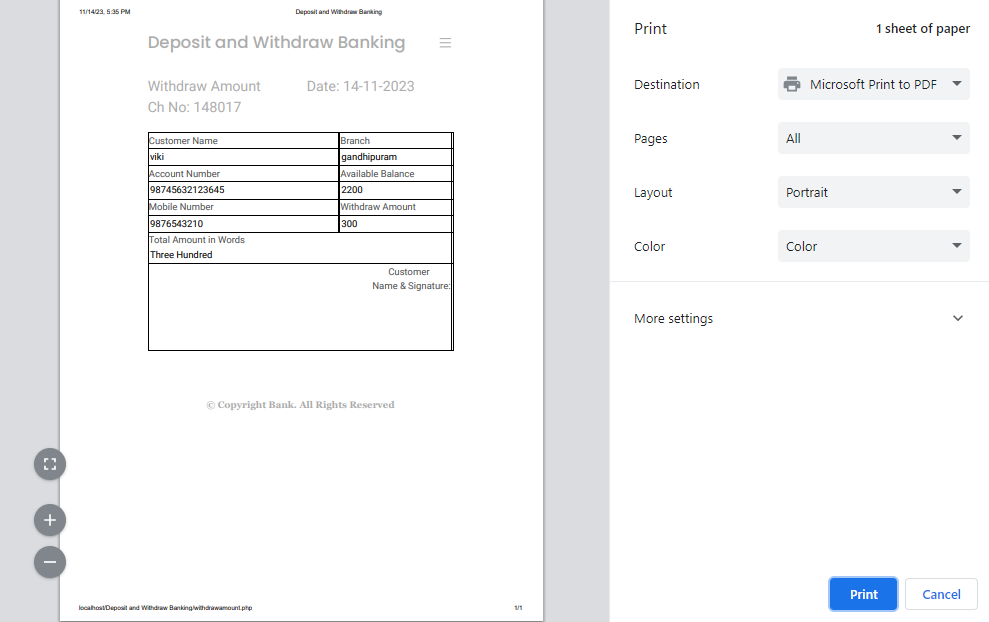 11/14/23, 5:35 PM Deposit and Withdraw Banking
Deposit and Withdraw Banking
Withdraw Amount Date: 14-11-2023
Ch No: 148017
Customer Name Branch
viki gandhipuram
Account Number Available Balance
98745632123645 2200
Mobile Number Withdraw Amount
9876543210 300
Total Amount in Words
Three Hundred
Customer
Name & Signature:
© Copyright Bank. All Rights Reserved
localhost/Deposit and Withdraw Banking/withdrawamount.php 1/1
Print 1 sheet of paper
Destination Microsoft Print to PDF
Pages All
Layout Portrait
Color Color
More settings
Print Cancel